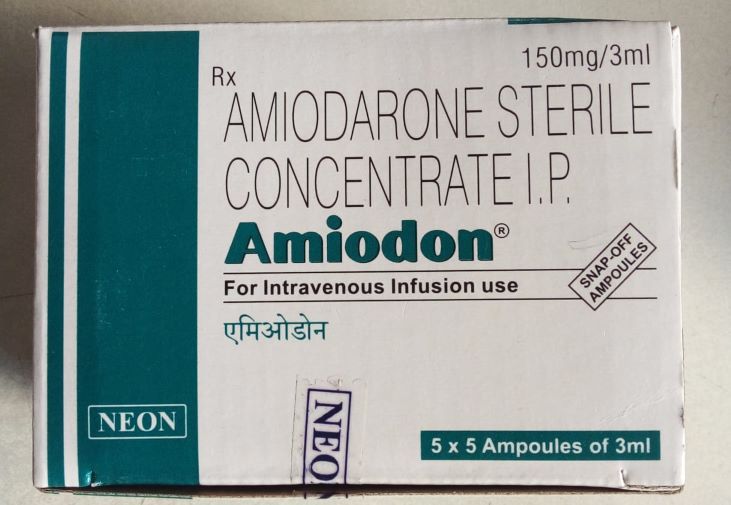 150mg/3ml
Rx
AMIODARONE STERILE
CONCENTRATE I.P.
Amiodon®
SNAP-OFF
AMPOULES
For Intravenous Infusion use
एमिओडोन
NEON
NEO
5 x 5 Ampoules of 3ml